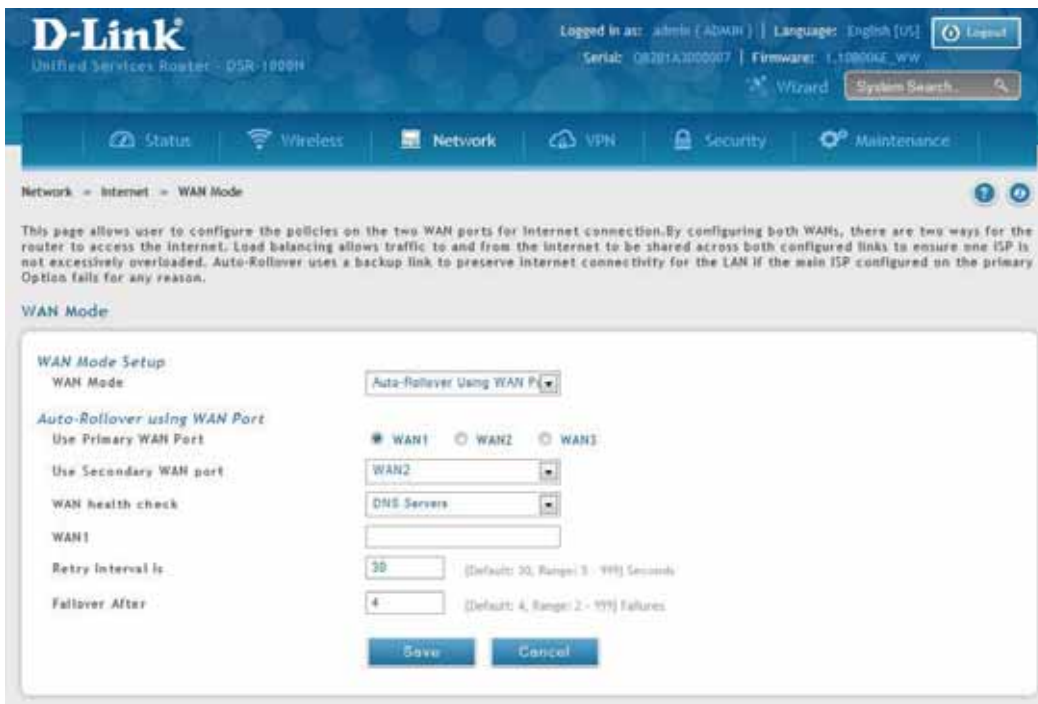 D-Link
Unified Services Router - DSR-1000N
Logged in as: admin ( ADMIN ) | Language: English [US]
Logout
Serial: | Firmware:
Wizard
System Search..
Status
Wireless
Network
VPN
Security
Maintenance
Network » Internet » WAN Mode
This page allows user to configure the policies on the two WAN ports for Internet connection.By configuring both WANs, there are two ways for the
router to access the Internet. Load balancing allows traffic to and from the internet to be shared across both configured links to ensure one ISP is
not excessively overloaded. Auto-Rollover uses a backup link to preserve internet connectivity for the LAN if the main ISP configured on the primary
Option fails for any reason.
WAN Mode
WAN Mode Setup
WAN Mode
Auto-Rollover Using WAN
Auto-Rollover using WAN Port
Use Primary WAN Port
WAN1 WAN2 WAN3
Use Secondary WAN port
WAN2
WAN health check
DNS Servers
WAN1
Retry Interval Is
30
(Default: 30, Range: 5 - 999) Seconds
Failover After
4
(Default: 4, Range: 2 - 999) Failures
Save
Cancel